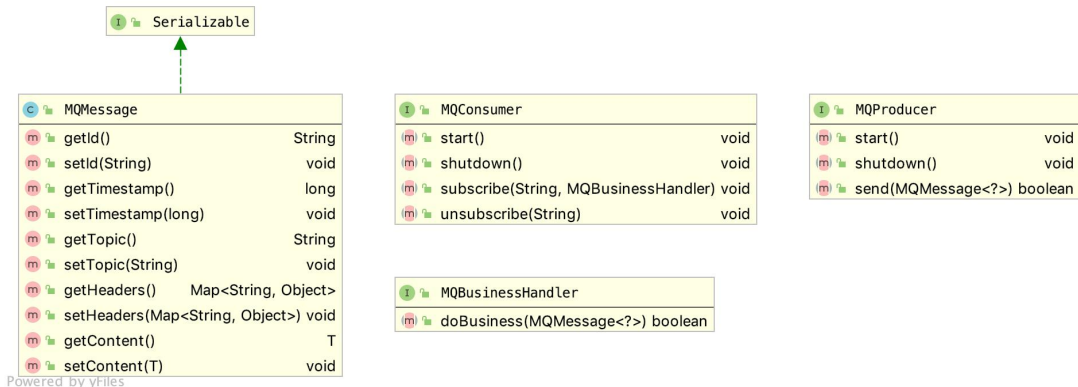 Serializable
MQMessage
getId() String
setId(String) void
getTimestamp() long
setTimestamp(long) void
getTopic() String
setTopic(String) void
getHeaders() Map<String, Object>
setHeaders(Map<String, Object>) void
getContent() T
setContent(T) void
MQConsumer
start() void
shutdown() void
subscribe(String, MQBusinessHandler) void
unsubscribe(String) void
MQBusinessHandler
doBusiness(MQMessage<?>) boolean
MQProducer
start() void
shutdown() void
send(MQMessage<?>) boolean
Powered by yFiles